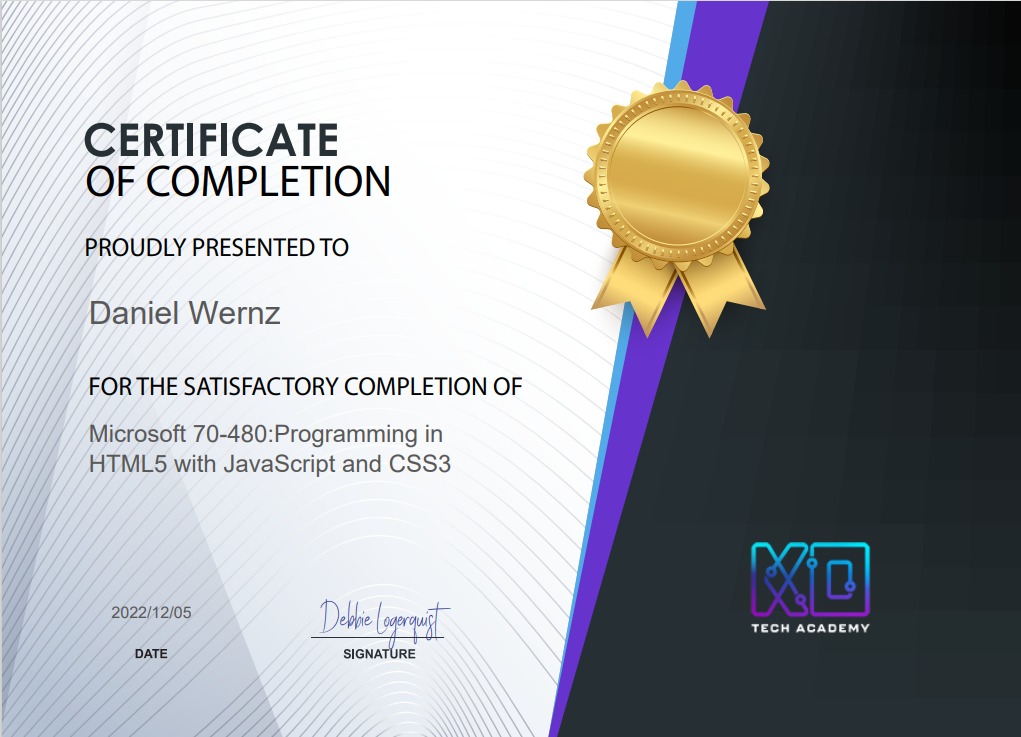 CERTIFICATE
OF COMPLETION
PROUDLY PRESENTED TO
Daniel Wernz
FOR THE SATISFACTORY COMPLETION OF
Microsoft 70-480:Programming in
HTML5 with JavaScript and CSS3
2022/12/05
DATE
Debbie Logerquist
SIGNATURE
XO
TECH ACADEMY